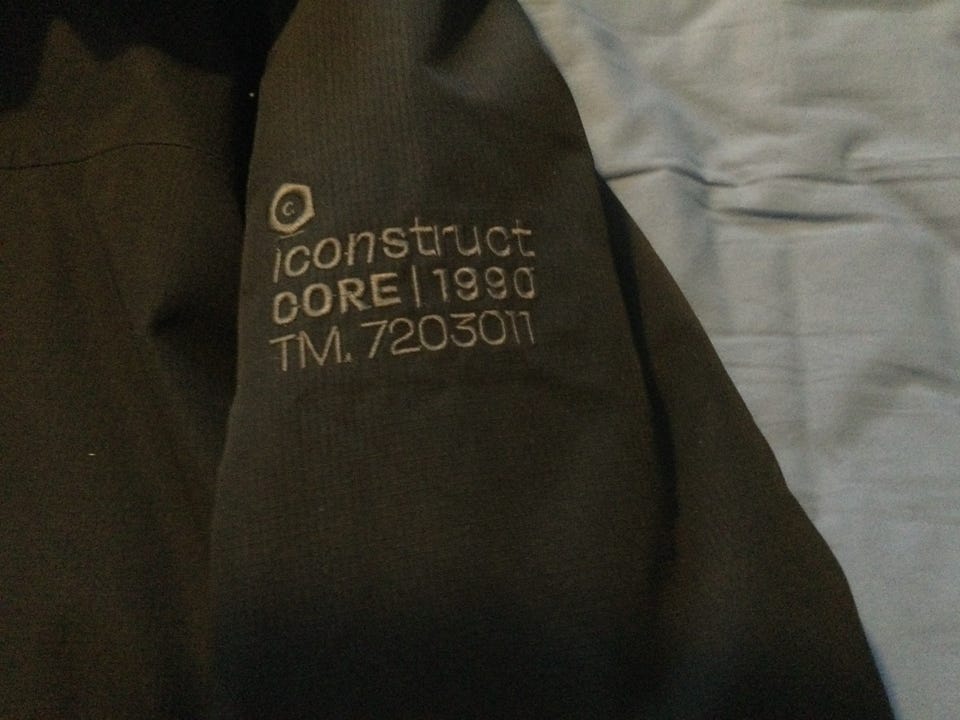 C.
iconstruct
CORE | 1990
TM. 7203011